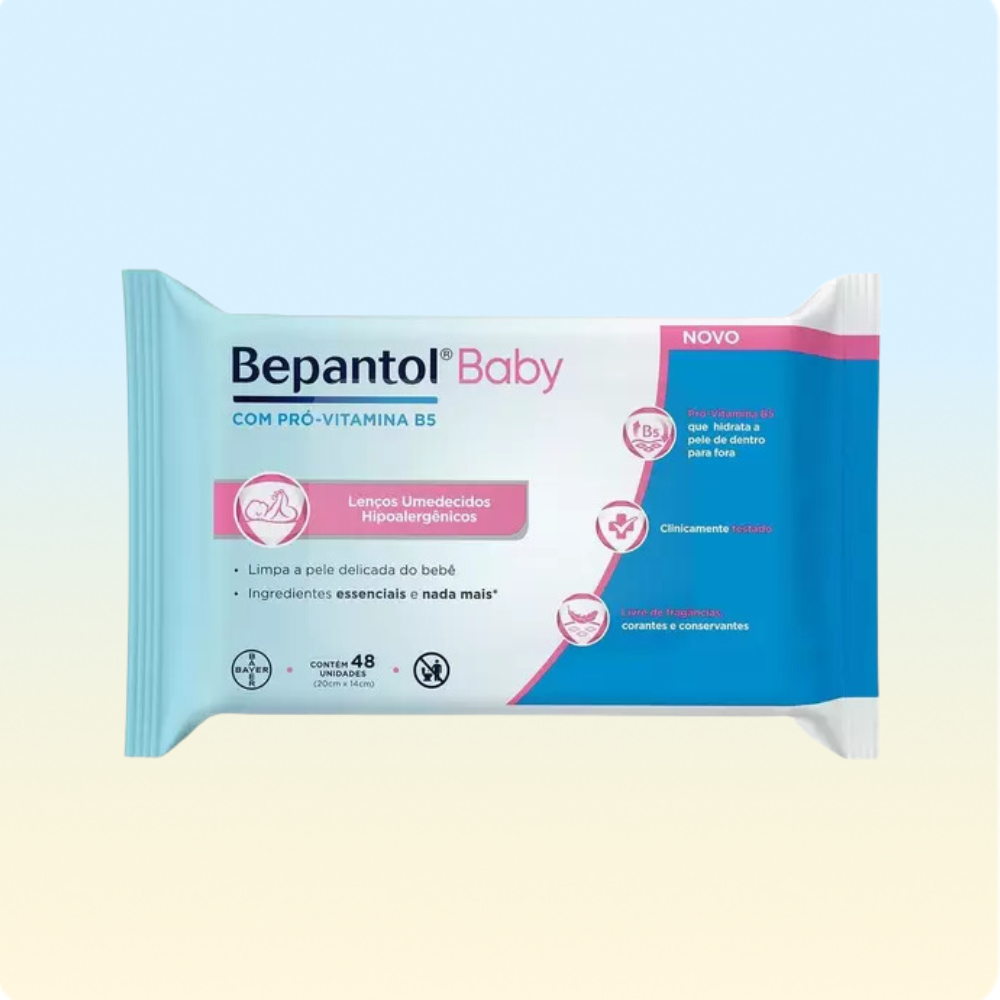 Bepantol® Baby
COM PRÓ-VITAMINA B5
Lenços Umedecidos
Hipoalergênicos
• Limpa a pele delicada do bebê
• Ingredientes essenciais e nada mais*
BAYER
BAYER
CONTÉM 48
UNIDADES
(20cm x 14cm)
NOVO
B5
Pró-Vitamina B5
que hidrata a
pele de dentro
para fora
Clinicamente testado
Livre de fragâncias,
corantes e conservantes